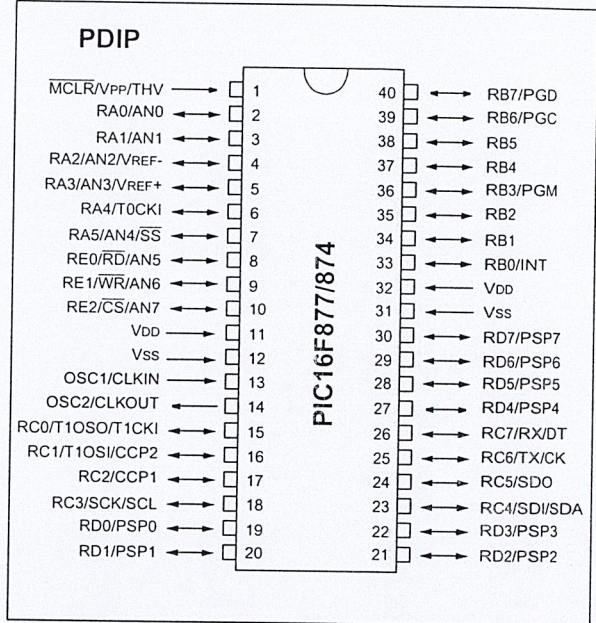 PDIP
MCLR/VPP/THV 1
RA0/AN0 2
RA1/AN1 3
RA2/AN2/VREF- 4
RA3/AN3/VREF+ 5
RA4/T0CKI 6
RA5/AN4/SS 7
RE0/RD/AN5 8
RE1/WR/AN6 9
RE2/CS/AN7 10
VDD 11
VSS 12
OSC1/CLKIN 13
OSC2/CLKOUT 14
RC0/T1OSO/T1CKI 15
RC1/T1OSI/CCP2 16
RC2/CCP1 17
RC3/SCK/SCL 18
RD0/PSP0 19
RD1/PSP1 20
PIC16F877/874
40 RB7/PGD
39 RB6/PGC
38 RB5
37 RB4
36 RB3/PGM
35 RB2
34 RB1
33 RB0/INT
32 VDD
31 VSS
30 RD7/PSP7
29 RD6/PSP6
28 RD5/PSP5
27 RD4/PSP4
26 RC7/RX/DT
25 RC6/TX/CK
24 RC5/SDO
23 RC4/SDI/SDA
22 RD3/PSP3
21 RD2/PSP2